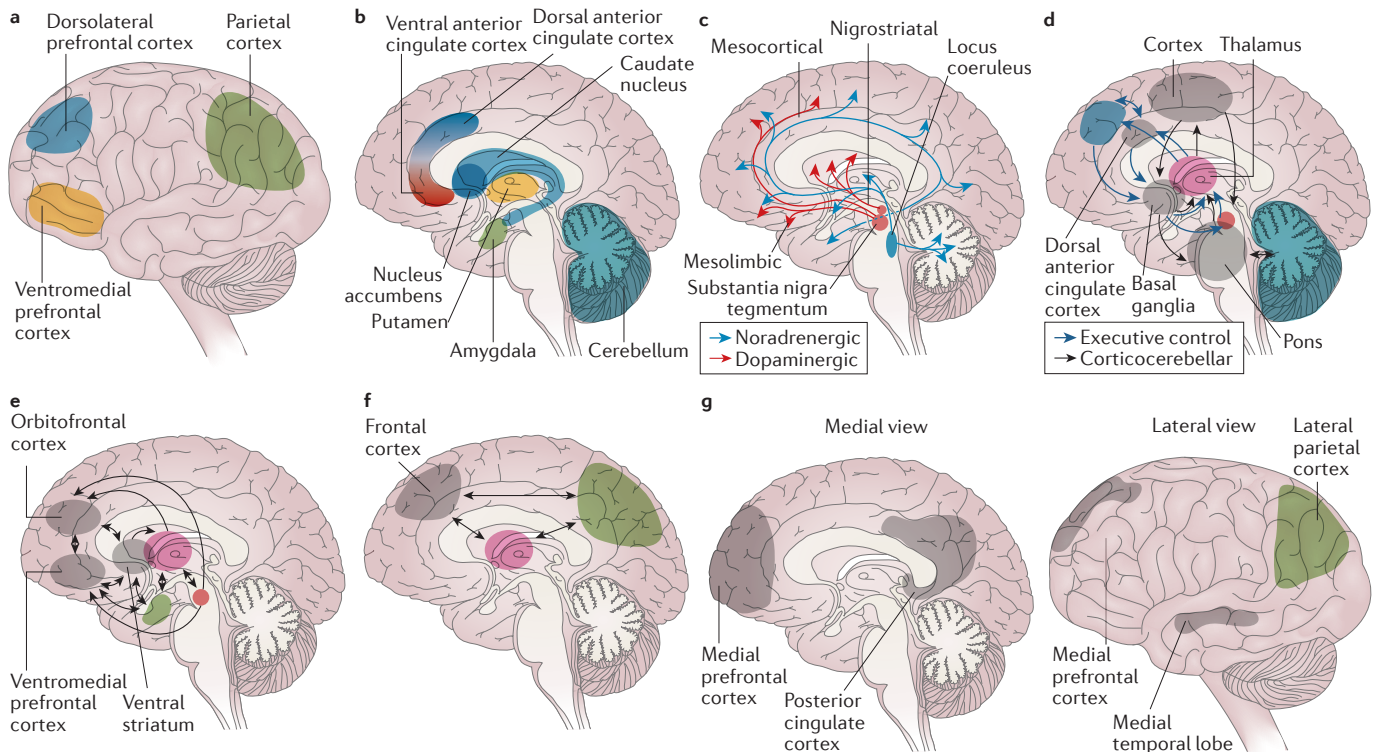 a
Dorsolateral
prefrontal cortex
Parietal
cortex
Ventromedial
prefrontal
cortex
b
Ventral anterior
cingulate cortex
Dorsal anterior
cingulate cortex
Caudate
nucleus
Nucleus
accumbens
Putamen
Amygdala
Cerebellum
c
Mesocortical
Nigrostriatal
Locus
coeruleus
Mesolimbic
Substantia nigra
tegmentum
Noradrenergic
Dopaminergic
d
Cortex
Thalamus
Dorsal
anterior
cingulate
cortex
Basal
ganglia
Pons
Executive control
Corticocerebellar
e
Orbitofrontal
cortex
Ventromedial
prefrontal
cortex
Ventral
striatum
f
Frontal
cortex
g
Medial view
Medial
prefrontal
cortex
Posterior
cingulate
cortex
Lateral view
Lateral
parietal
cortex
Medial
prefrontal
cortex
Medial
temporal lobe